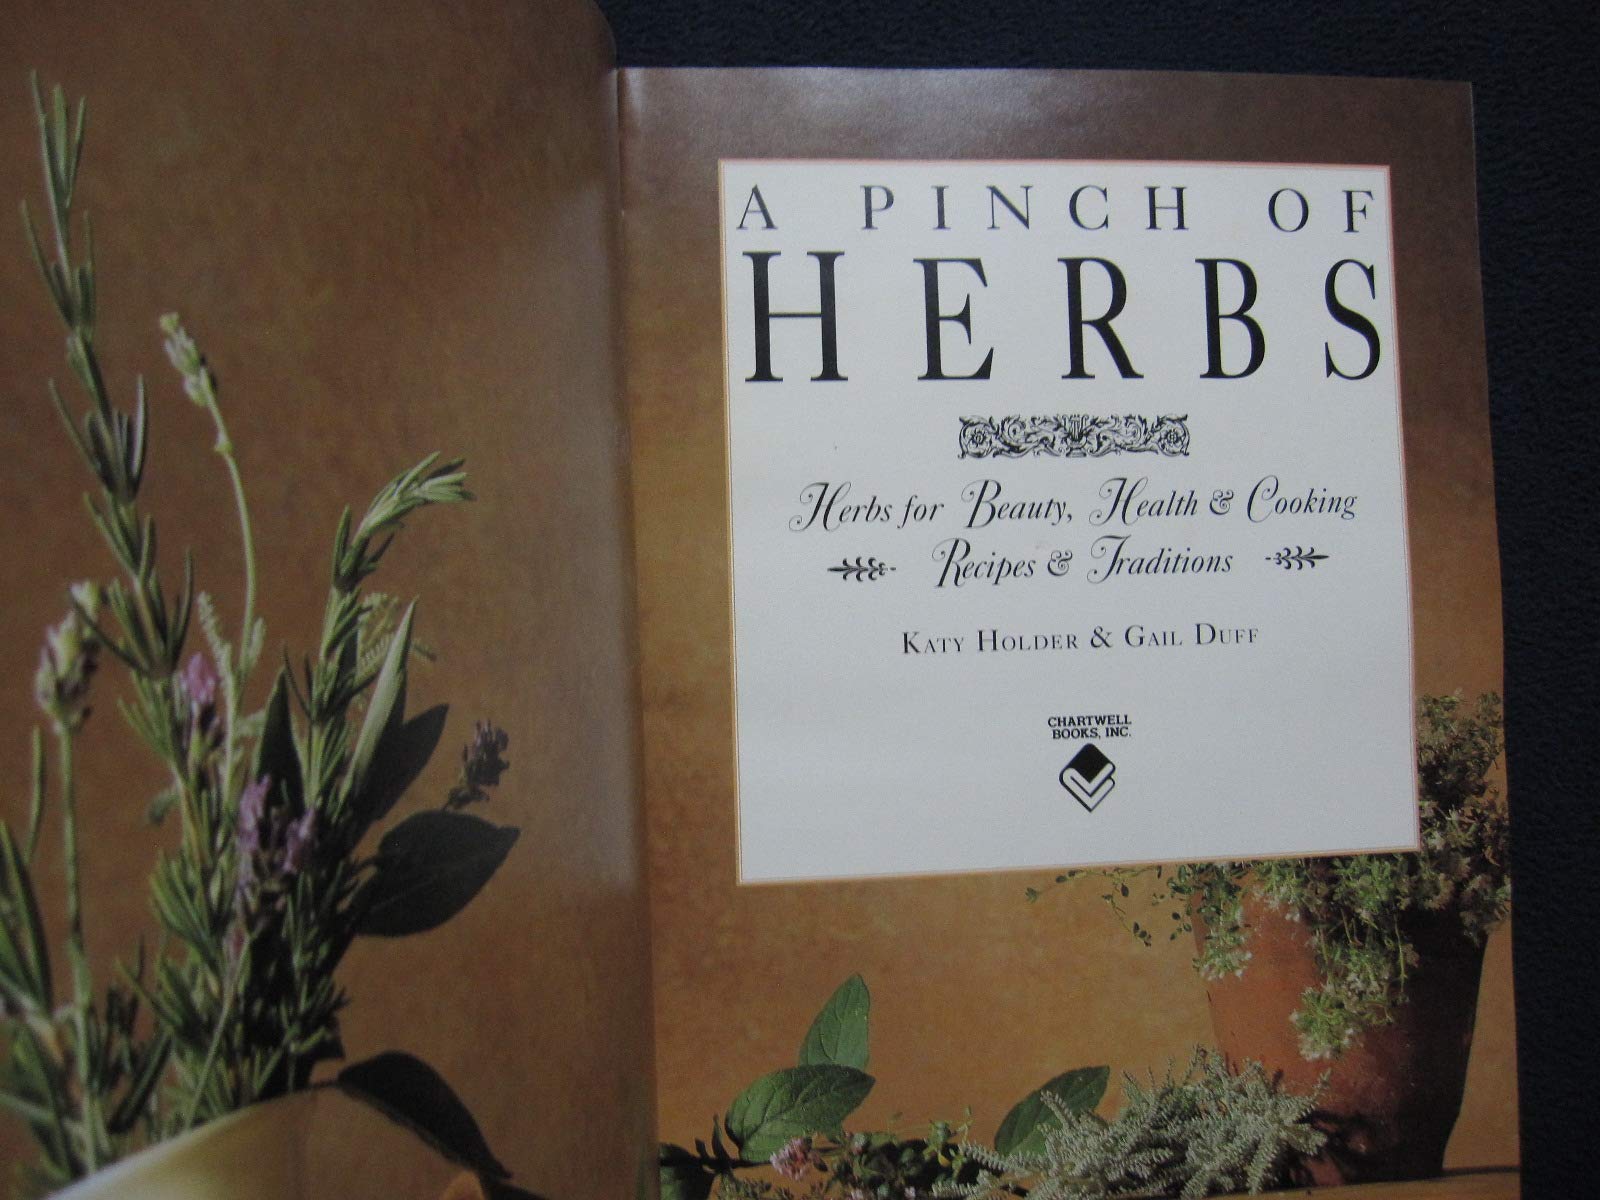 A PINCH OF
HERBS
Herbs for Beauty, Health & Cooking
Recipes & Traditions
KATY HOLDER & GAIL DUFF
CHARTWELL
BOOKS, INC.